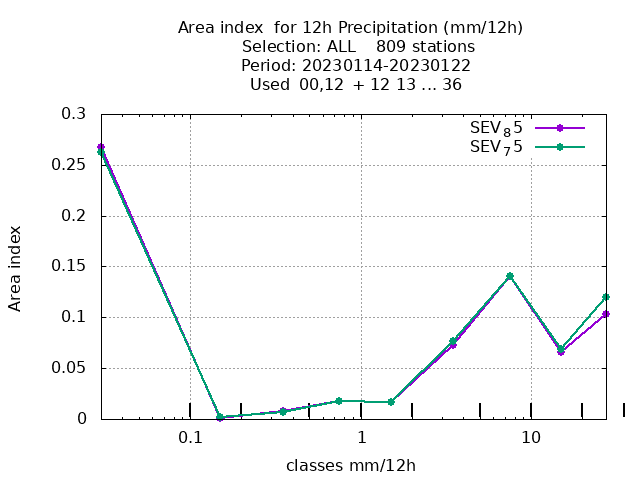 Area index  for 12h Precipitation (mm/12h)
Selection: ALL    809 stations
Period: 20230114-20230122
Used  00,12  + 12 13 ... 36
0.3
0.25
0.2
0.15
0.1
0.05
0
SEV₈5
SEV₇5
Area index
0.1
1
10
classes mm/12h